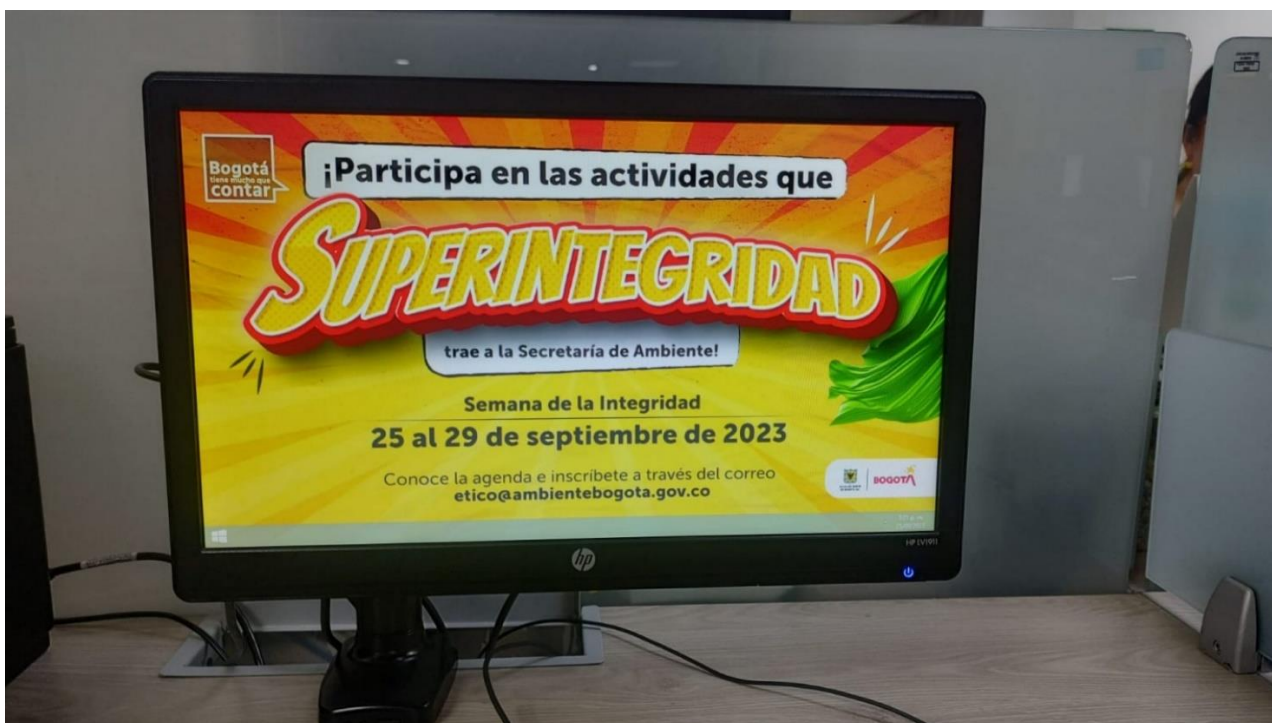 Bogotá
tiene mucho que
contar
¡Participa en las actividades que
SUPERINTEGRIDAD
trae a la Secretaría de Ambiente!
Semana de la Integridad
25 al 29 de septiembre de 2023
Conoce la agenda e inscríbete a través del correo
etico@ambientebogota.gov.co
BOGOTÁ
hp
HP LV1911